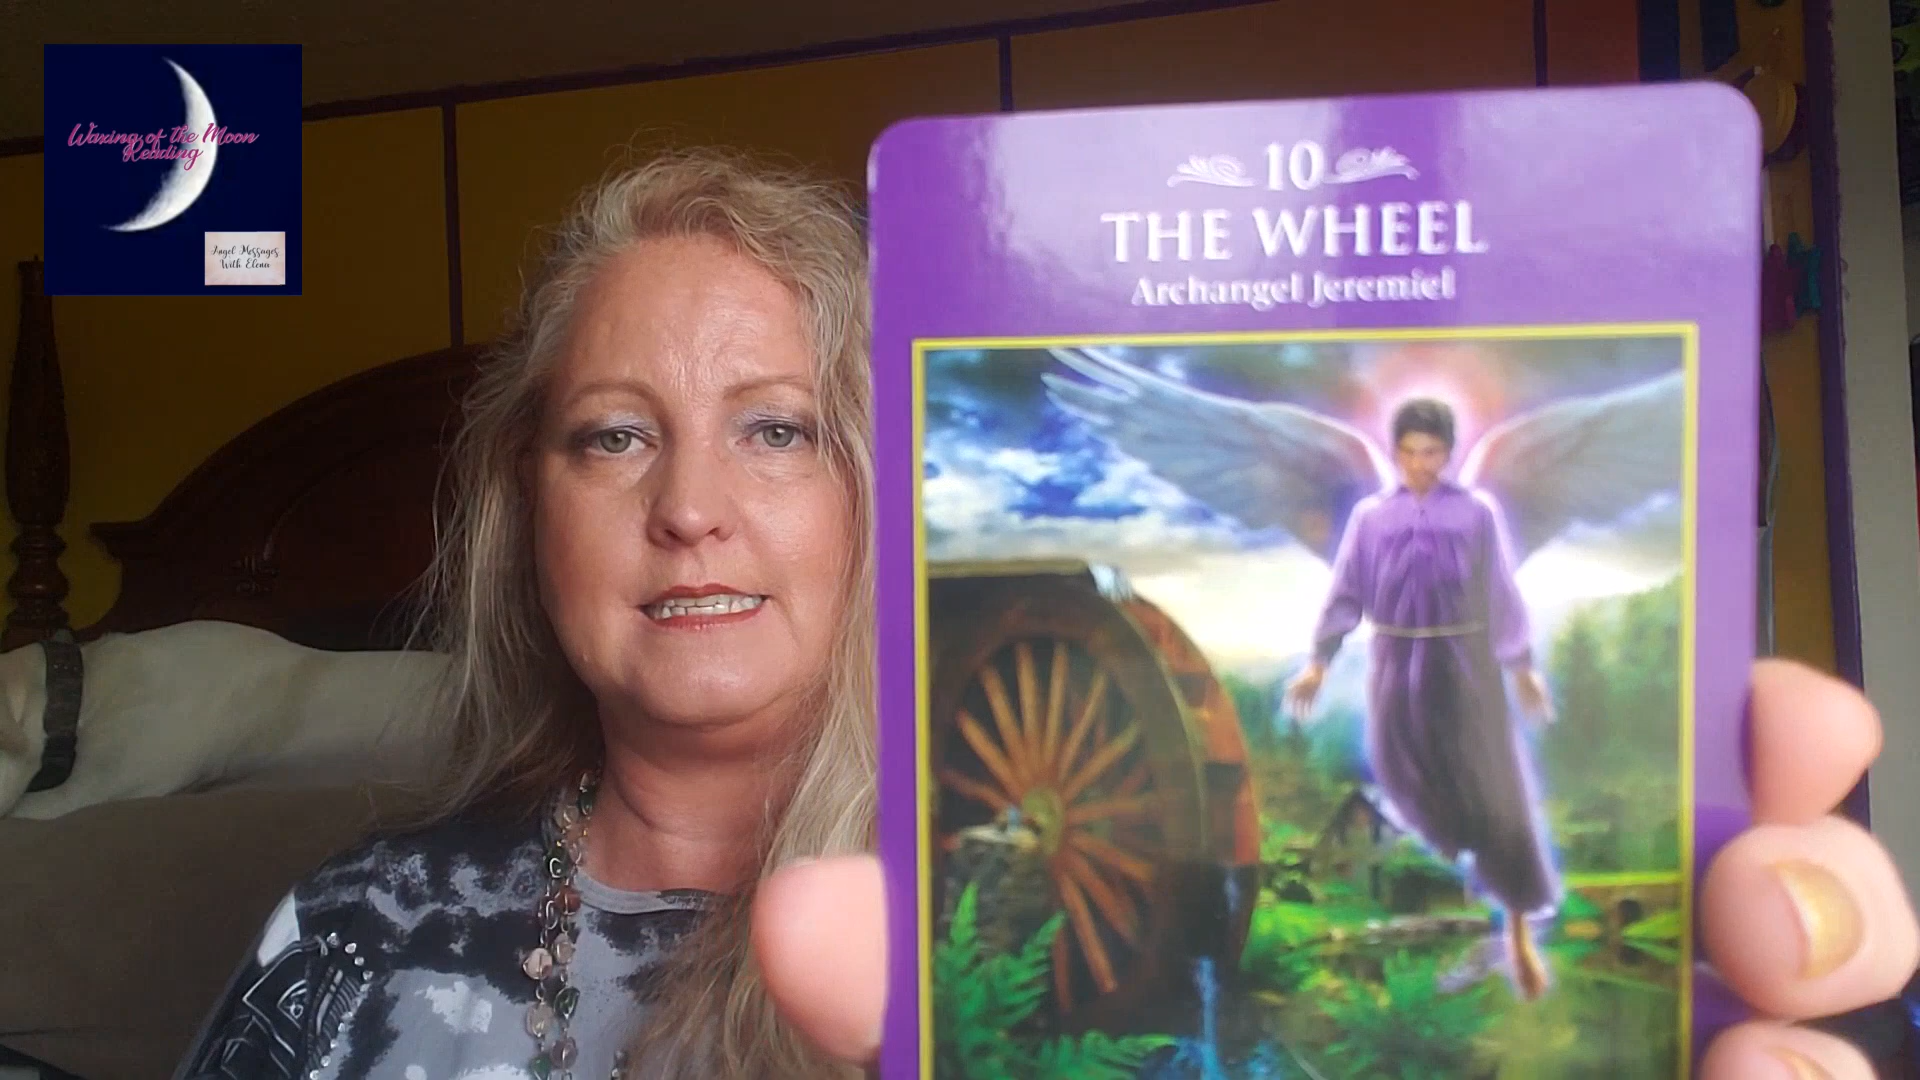 Waxing of the Moon
Reading
Angel Messages
With Elena
10
THE WHEEL
Archangel Jeremiel